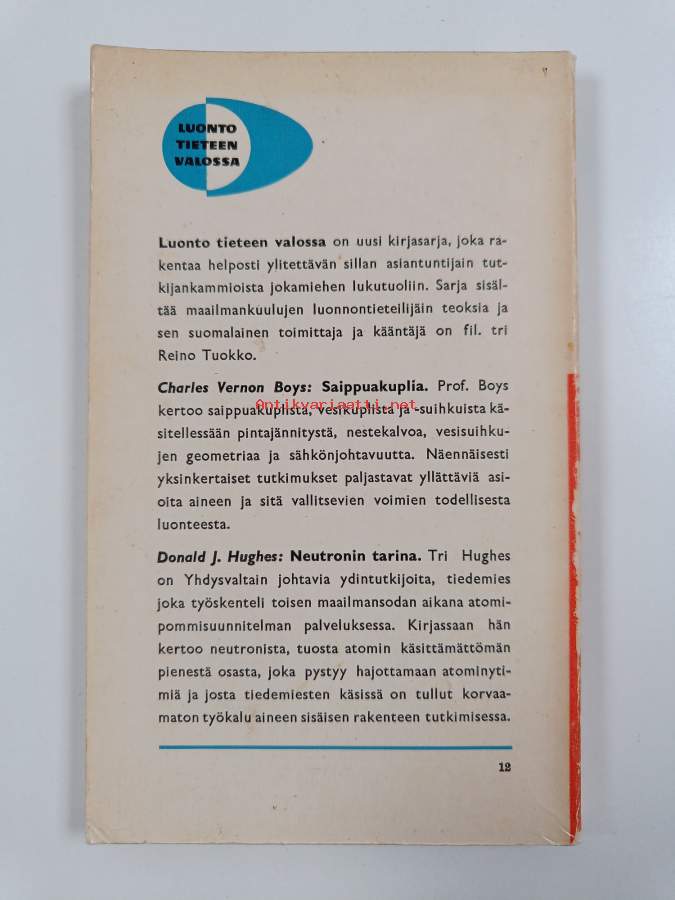 LUONTO
TIETEEN
VALOSSA
Luonto tieteen valossa on uusi kirjasarja, joka ra-
kentaa helposti ylitettävän sillan asiantuntijain tut-
kijankammioista jokamiehen lukutuoliin. Sarja sisäl-
tää maailmankuulujen luonnontieteilijäin teoksia ja
sen suomalainen toimittaja ja kääntäjä on fil. tri
Reino Tuokko.
Charles Vernon Boys: Saippuakuplia. Prof. Boys
Antikvariaatti.net
kertoo saippuakuplista, vesikuplista ja -suihkuista kä-
sitellessään pintajännitystä, nestekalvoa, vesisuihku-
jen geometriaa ja sähkönjohtavuutta. Näennäisesti
yksinkertaiset tutkimukset paljastavat yllättäviä asi-
oita aineen ja sitä vallitsevien voimien todellisesta
luonteesta.
Donald J. Hughes: Neutronin tarina. Tri Hughes
on Yhdysvaltain johtavia ydintutkijoita, tiedemies
joka työskenteli toisen maailmansodan aikana atomi-
pommisuunnitelman palveluksessa. Kirjassaan hän
kertoo neutronista, tuosta atomin käsittämättömän
pienestä osasta, joka pystyy hajottamaan atominyti-
miä ja josta tiedemiesten käsissä on tullut korvaa-
maton työkalu aineen sisäisen rakenteen tutkimisessa.
12